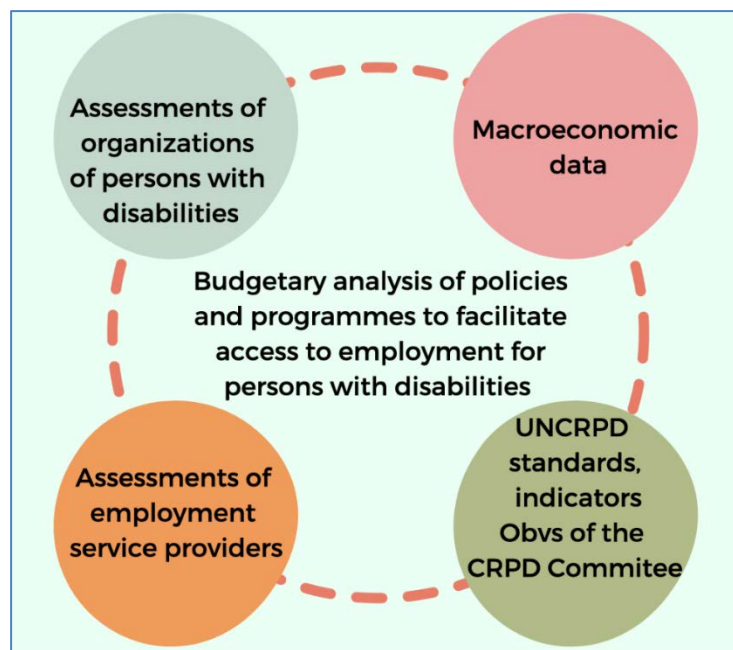 Assessments of
organizations
of persons with
disabilities
Macroeconomic
data
Budgetary analysis of policies
and programmes to facilitate
access to employment for
persons with disabilities
Assessments of
employment
service providers
UNCRPD
standards,
indicators
Obvs of the
CRPD Commitee